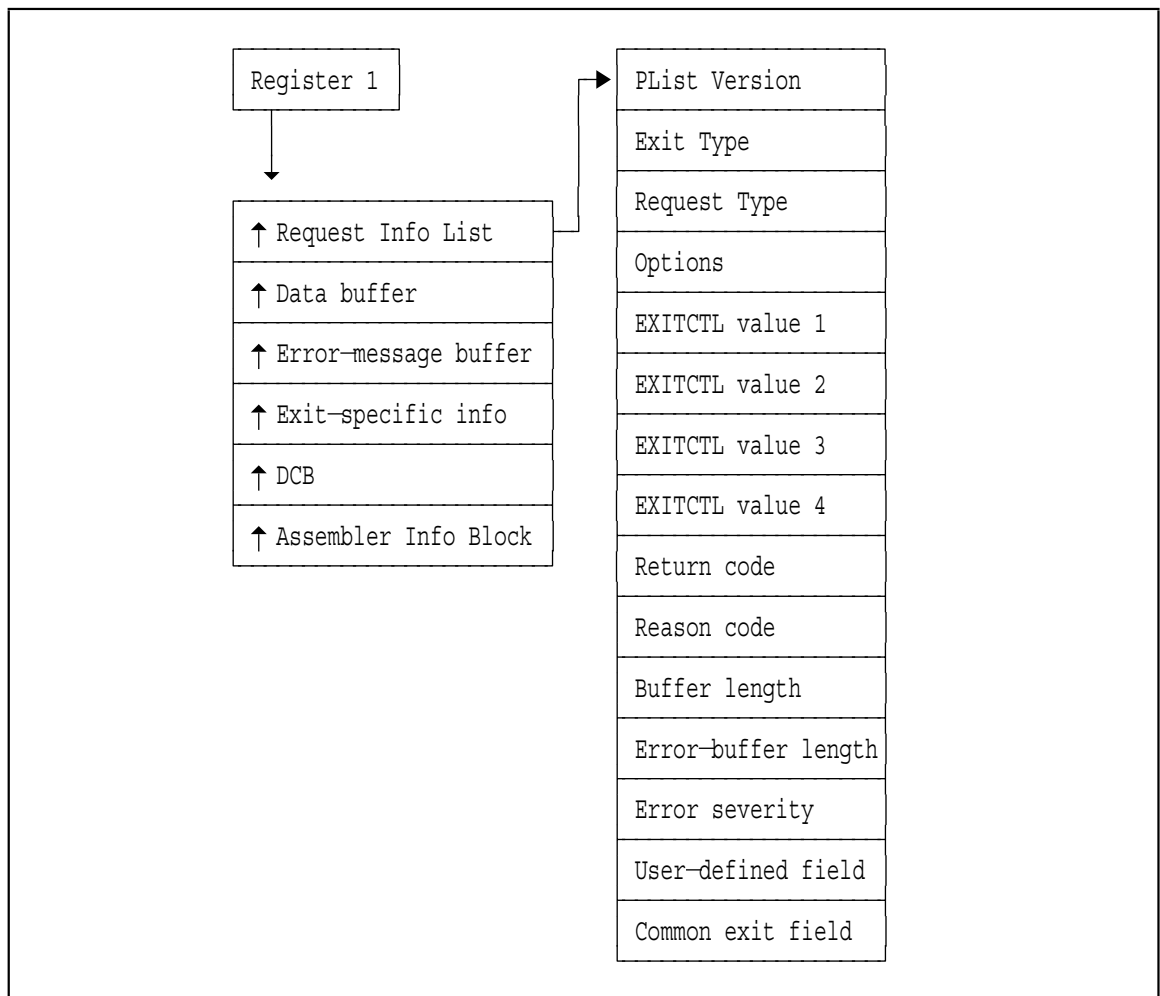 Register 1
↑ Request Info List
↑ Data buffer
↑ Error—message buffer
↑ Exit—specific info
↑ DCB
↑ Assembler Info Block
PList Version
Exit Type
Request Type
Options
EXITCTL value 1
EXITCTL value 2
EXITCTL value 3
EXITCTL value 4
Return code
Reason code
Buffer length
Error—buffer length
Error severity
User—defined field
Common exit field